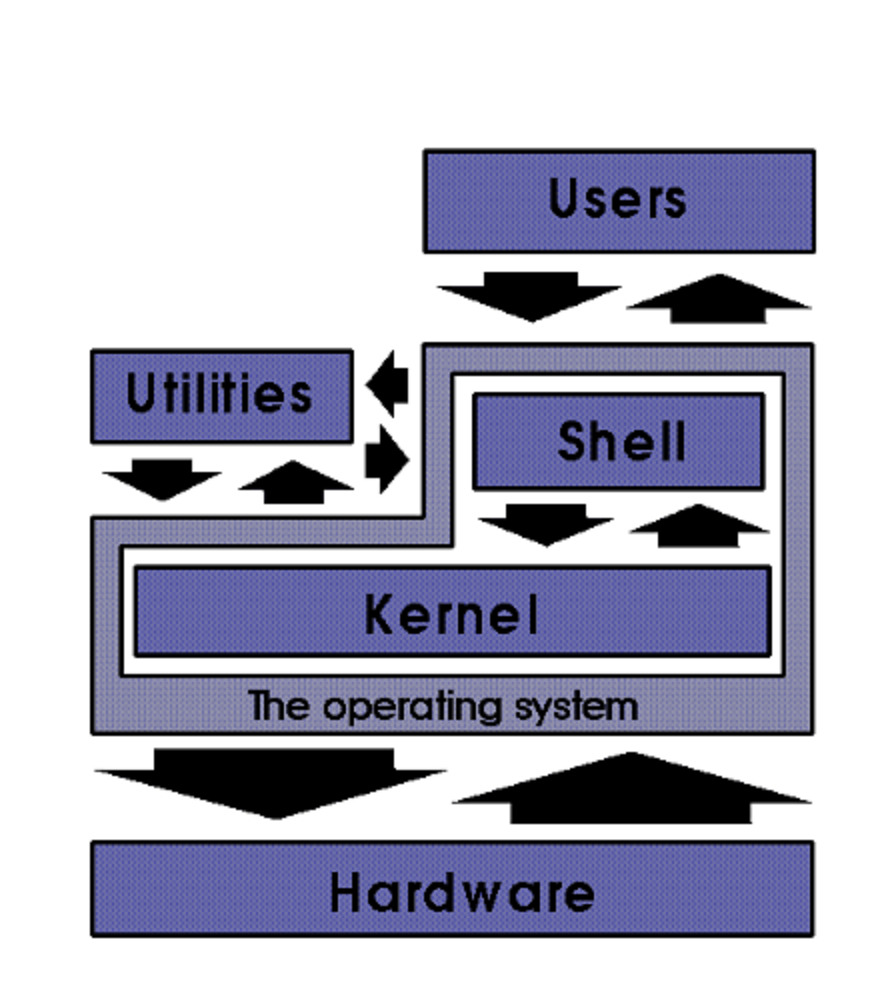 Users
Utilities
Shell
Kernel
The operating system
Hardware